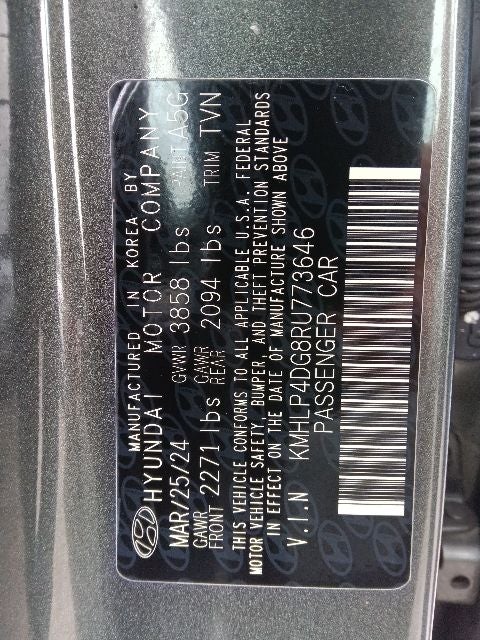 MANUFACTURED IN KOREA BY
HYUNDAI MOTOR COMPANY
MAR/25/24 GVWR 3858 lbs PAINT A5G
GAWR FRONT 2271 lbs GAWR REAR 2094 lbs TRIM TVN
THIS VEHICLE CONFORMS TO ALL APPLICABLE U.S.A. FEDERAL
MOTOR VEHICLE SAFETY, BUMPER, AND THEFT PREVENTION STANDARDS
IN EFFECT ON THE DATE OF MANUFACTURE SHOWN ABOVE
V.I.N KMHLP4DG8RU773646
PASSENGER CAR